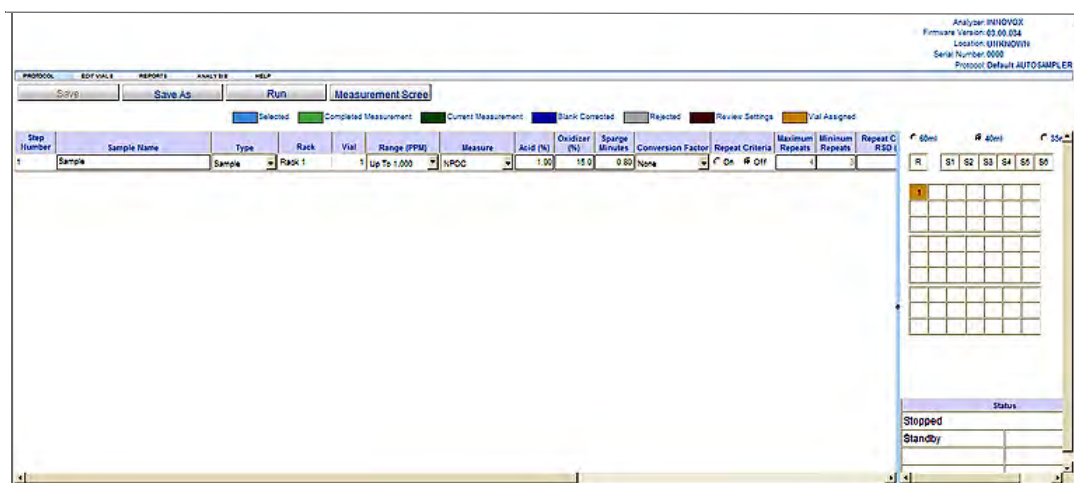 Analyzer: INNOVOX
Firmware Version: 03.00.034
Location: UNKNOWN
Serial Number: 0000
Protocol: Default AUTOSAMPLER
PROTOCOL EDIT VIALS REPORTS ANALYSIS HELP
Save Save As Run Measurement Scree
Selected Completed Measurement Current Measurement Blank Corrected Rejected Review Settings Vial Assigned
Step Number Sample Name Type Rack Vial Range (PPM) Measure Acid (%) Oxidizer (%) Sparge Minutes Conversion Factor Repeat Criteria Maximum Repeats Minimum Repeats Repeat C RSD (
1 Sample Sample Rack 1 1 Up To 1,000 NPOC 1.00 15.0 0.80 None On Off 4 3
60ml 40ml
R S1 S2 S3 S4 S5 S6
1
Status
Stopped
Standby